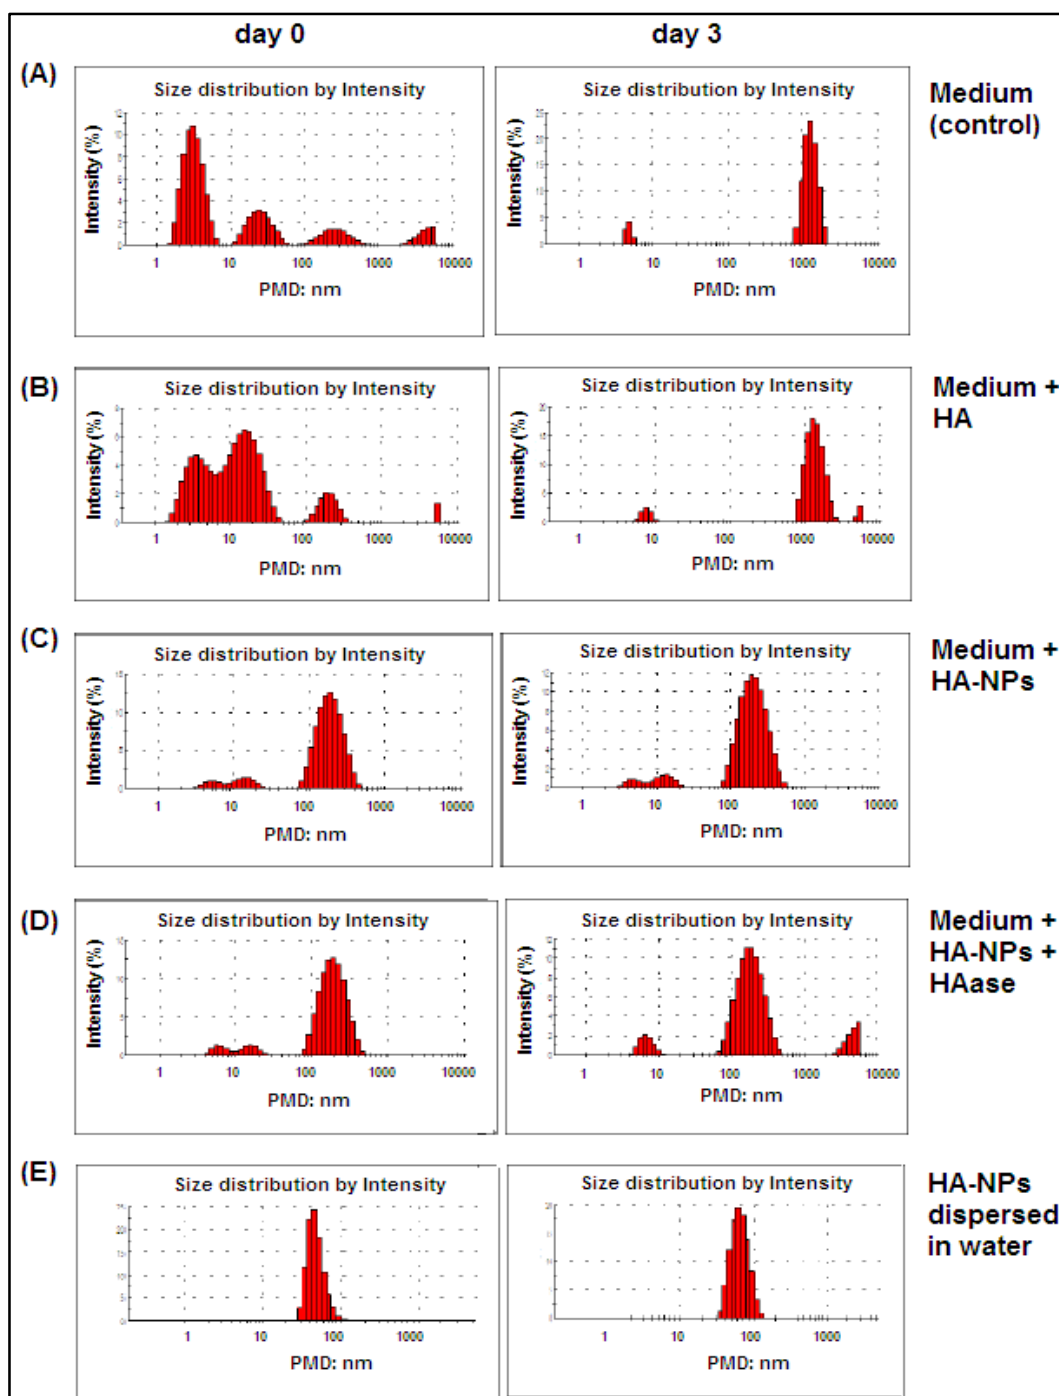 day 0 day 3
(A)
Size distribution by Intensity
Intensity (%)
1 10 100 1000 10000
PMD: nm
Size distribution by Intensity
1 10 100 1000 10000
PMD: nm
Medium
(control)
(B)
Size distribution by Intensity
Intensity (%)
1 10 100 1000 10000
PMD: nm
Size distribution by Intensity
1 10 100 1000 10000
PMD: nm
Medium +
HA
(C)
Size distribution by Intensity
Intensity (%)
1 10 100 1000 10000
PMD: nm
Size distribution by Intensity
1 10 100 1000 10000
PMD: nm
Medium +
HA-NPs
(D)
Size distribution by Intensity
Intensity (%)
1 10 100 1000 10000
PMD: nm
Size distribution by Intensity
1 10 100 1000 10000
PMD: nm
Medium +
HA-NPs +
HAase
(E)
Size distribution by Intensity
Intensity (%)
1 10 100 1000
PMD: nm
Size distribution by Intensity
1 10 100 1000
PMD: nm
HA-NPs
dispersed
in water